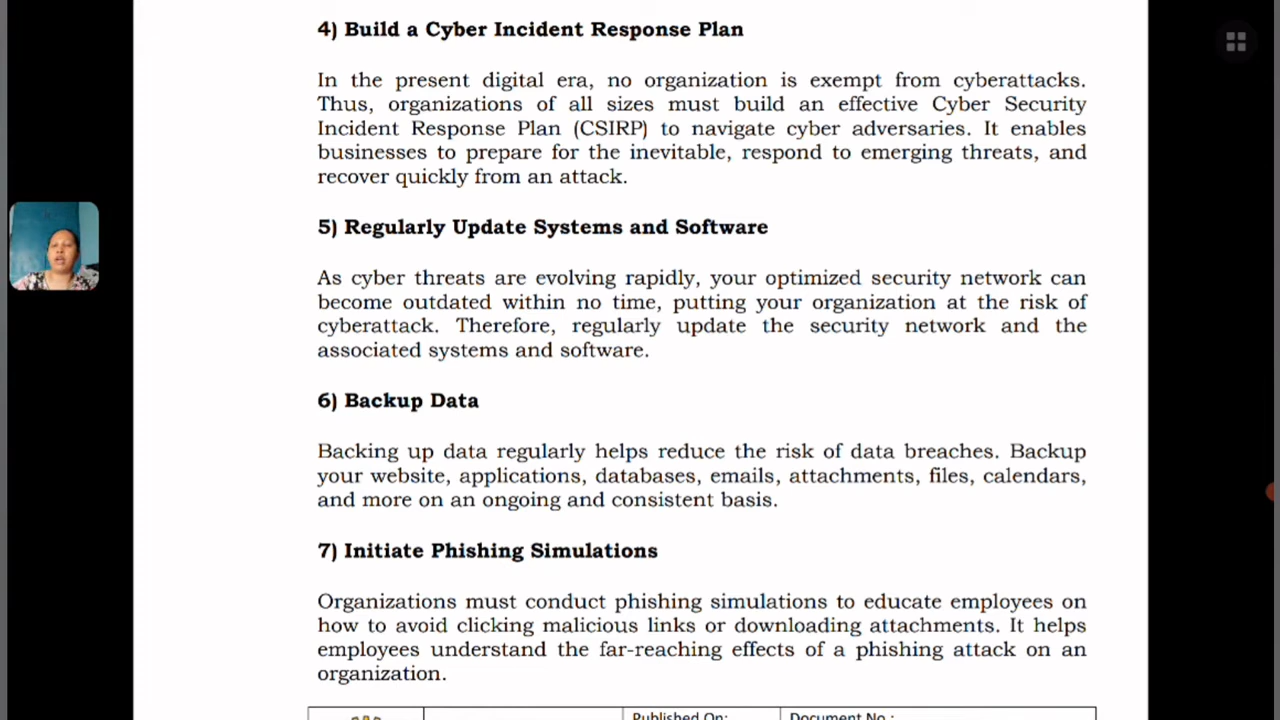 4) Build a Cyber Incident Response Plan
In the present digital era, no organization is exempt from cyberattacks.
Thus, organizations of all sizes must build an effective Cyber Security
Incident Response Plan (CSIRP) to navigate cyber adversaries. It enables
businesses to prepare for the inevitable, respond to emerging threats, and
recover quickly from an attack.
5) Regularly Update Systems and Software
As cyber threats are evolving rapidly, your optimized security network can
become outdated within no time, putting your organization at the risk of
cyberattack. Therefore, regularly update the security network and the
associated systems and software.
6) Backup Data
Backing up data regularly helps reduce the risk of data breaches. Backup
your website, applications, databases, emails, attachments, files, calendars,
and more on an ongoing and consistent basis.
7) Initiate Phishing Simulations
Organizations must conduct phishing simulations to educate employees on
how to avoid clicking malicious links or downloading attachments. It helps
employees understand the far-reaching effects of a phishing attack on an
organization.
Published On: Document No.: